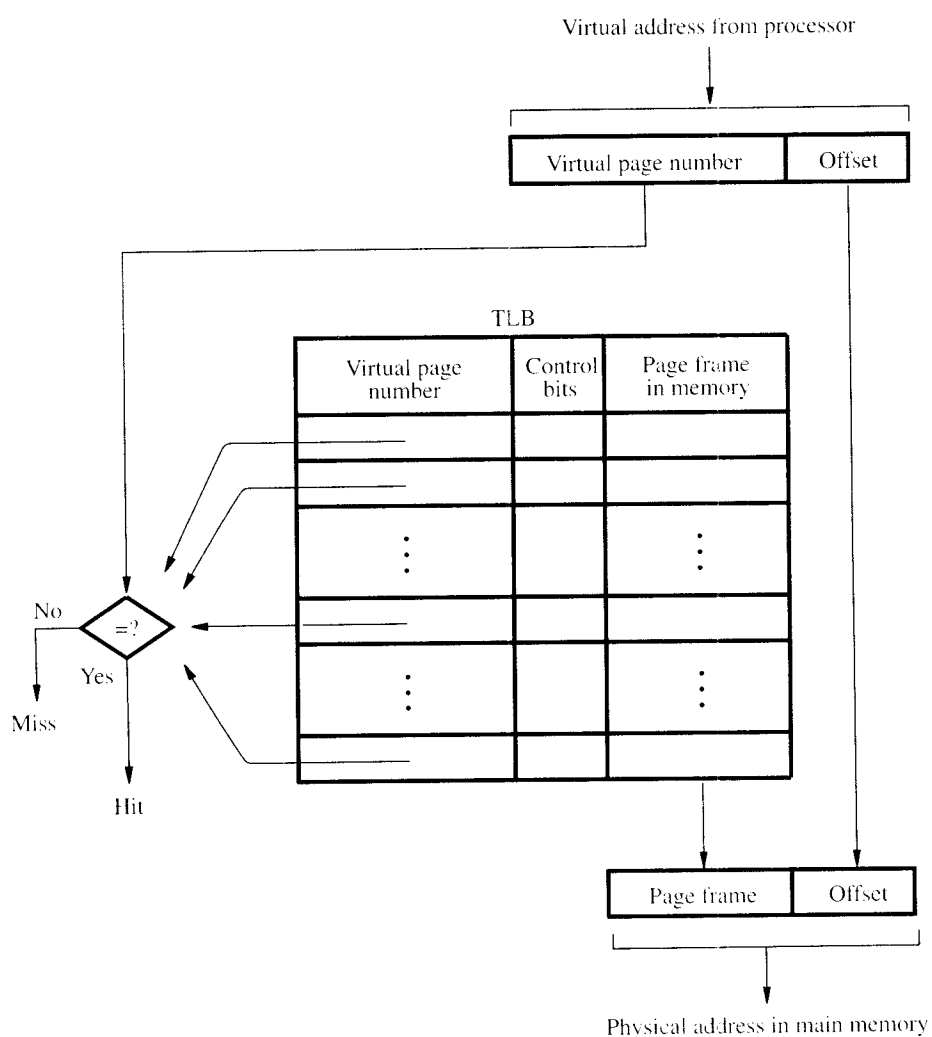 Virtual address from processor
Virtual page number
Offset
TLB
Virtual page
number
Control
bits
Page frame
in memory
No
=?
Yes
Miss
Hit
Page frame
Offset
Physical address in main memory